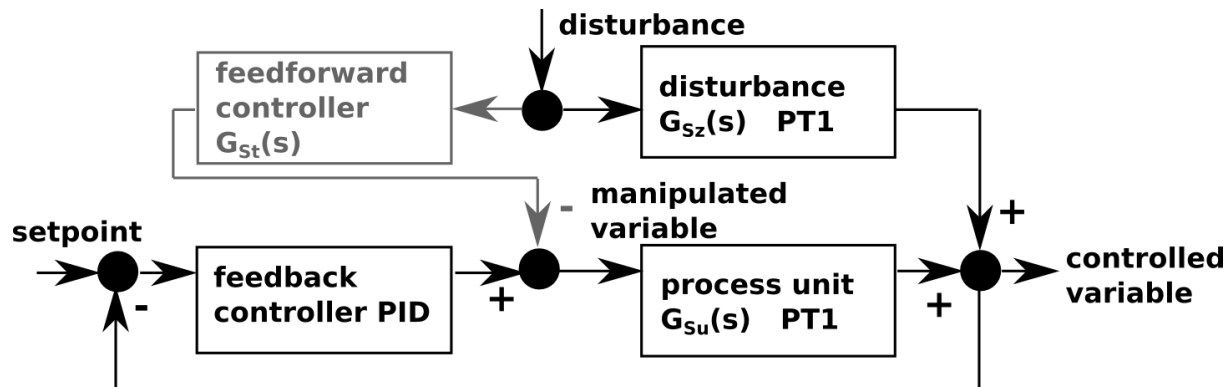 disturbance
feedforward
controller
G_St(s)
disturbance
G_Sz(s) PT1
- manipulated
variable
+
setpoint
-
feedback
controller PID
+
process unit
G_Su(s) PT1
+
controlled
variable